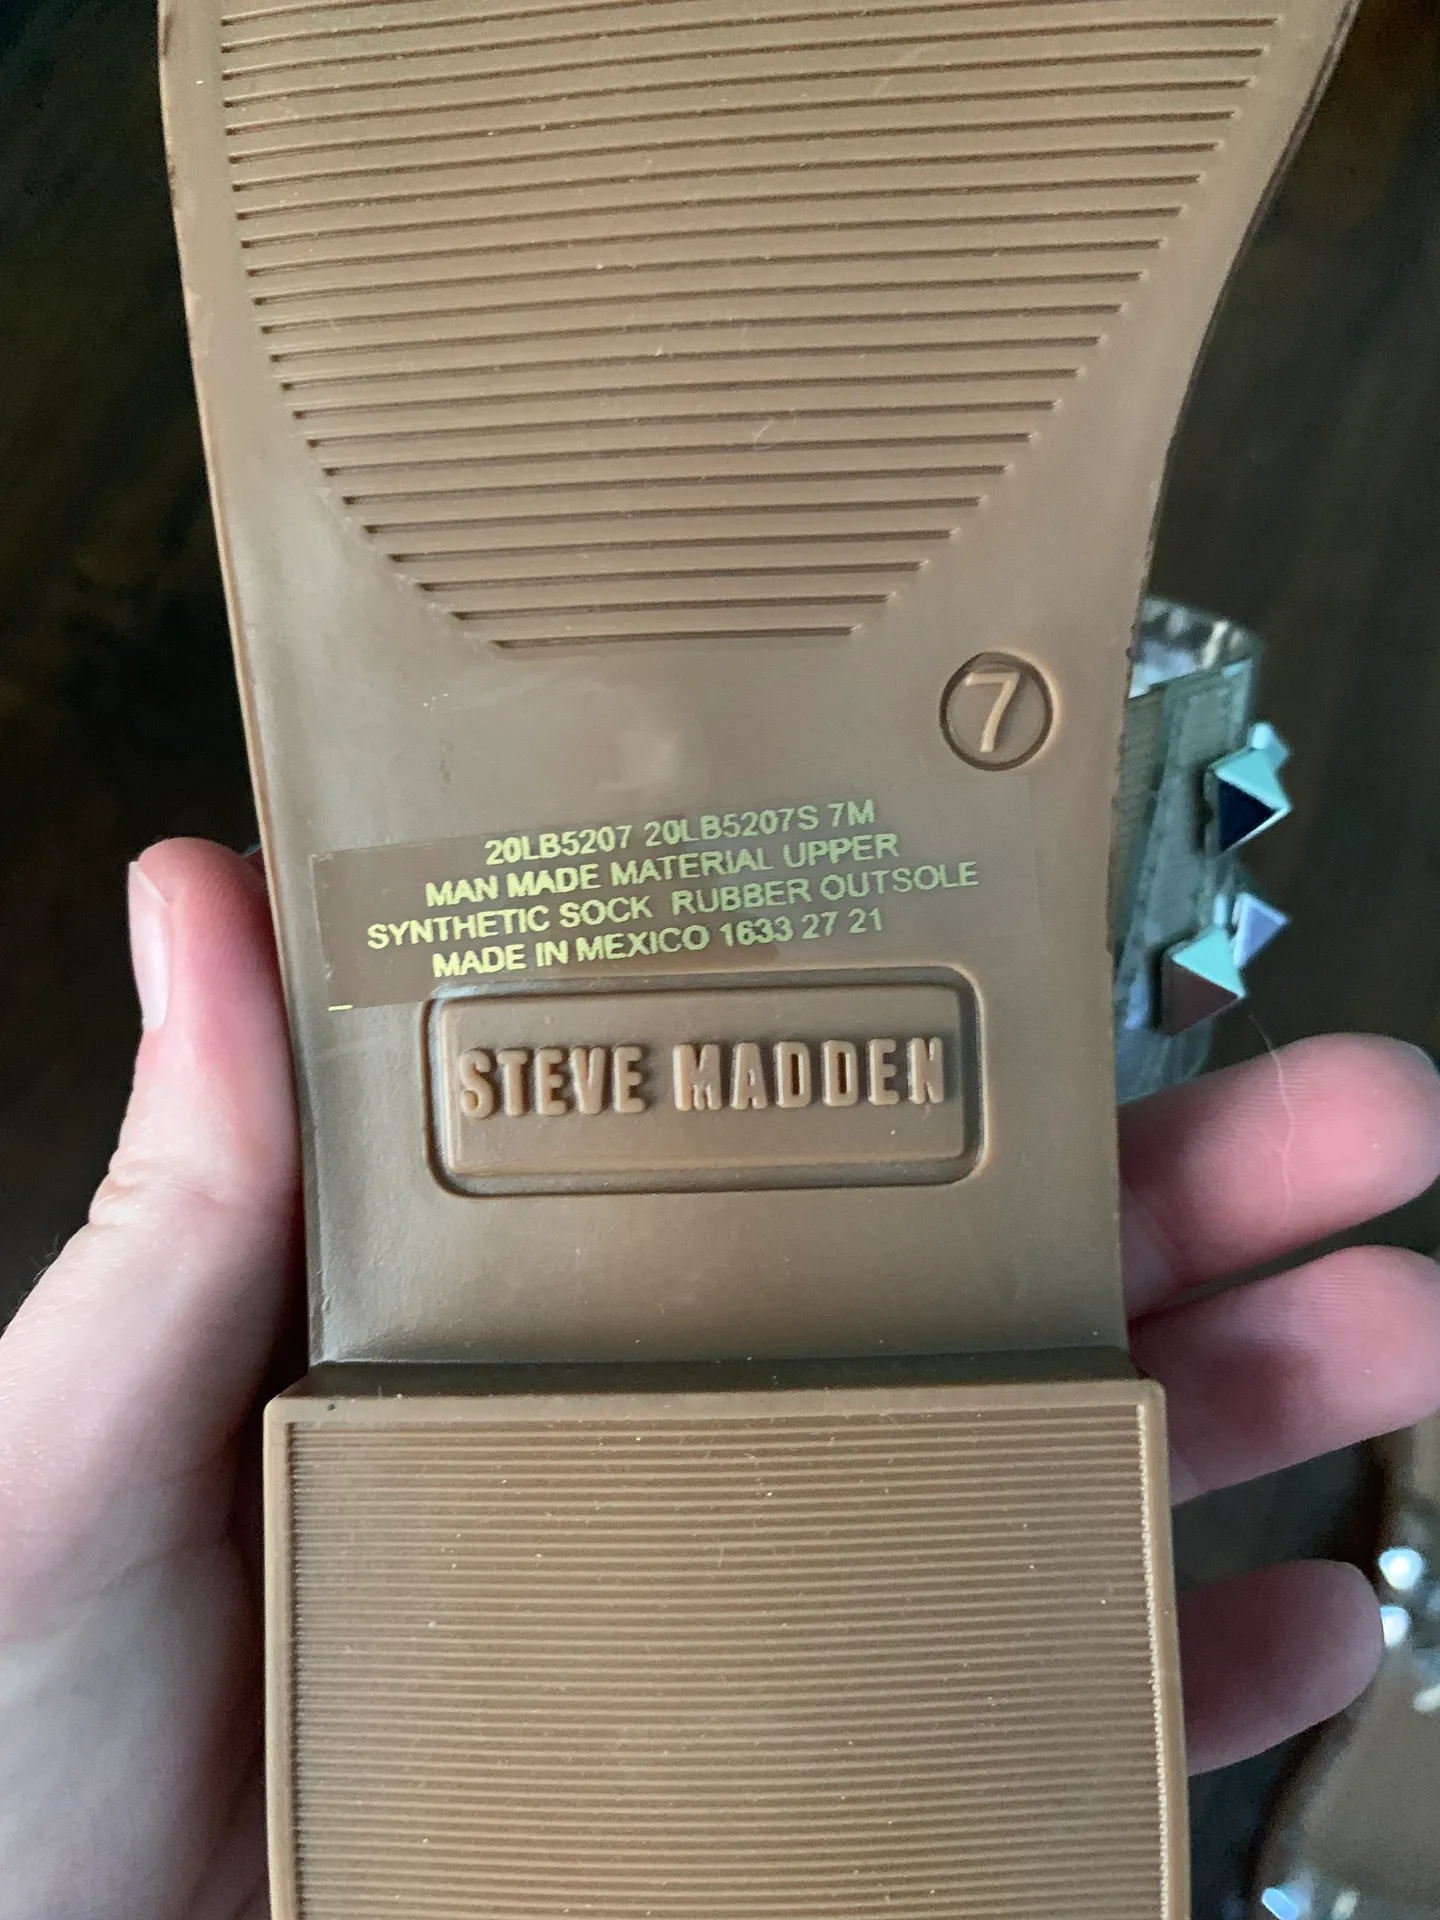 7
20LB5207 20LB5207S 7M
MAN MADE MATERIAL UPPER
SYNTHETIC SOCK RUBBER OUTSOLE
MADE IN MEXICO 1633 27 21
STEVE MADDEN